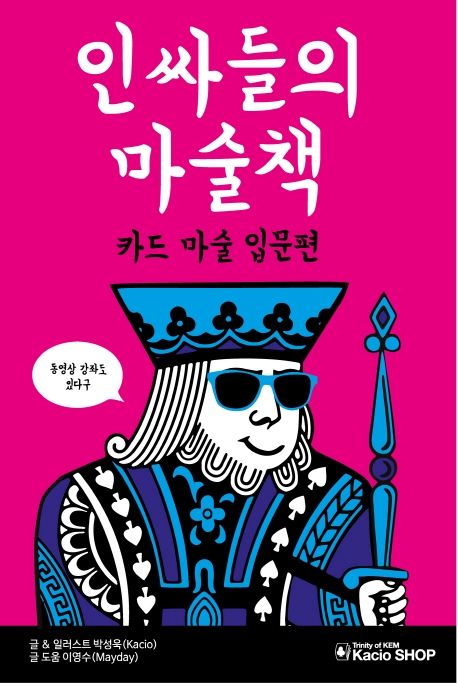 인싸들의
마술책
카드 마술 입문편
동영상 강좌도
있다구
글 & 일러스트 박성욱(Kacio)
글 도움 이영수(Mayday)
Trinity of KEM
Kacio SHOP